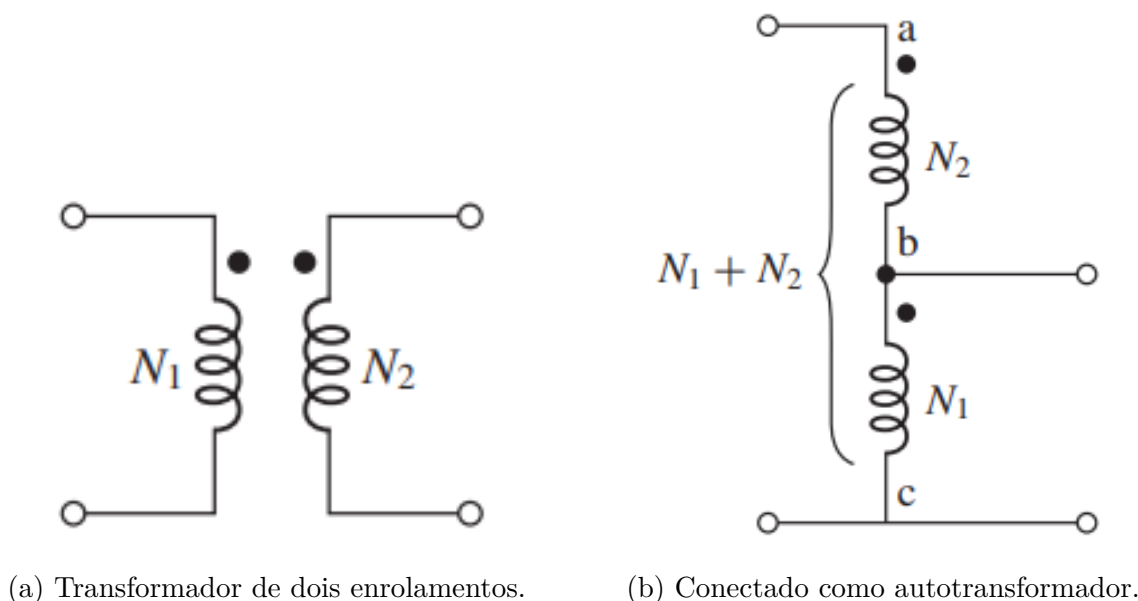 N₁
N₂
(a) Transformador de dois enrolamentos.
a
N₂
b
N₁ + N₂
N₁
c
(b) Conectado como autotransformador.